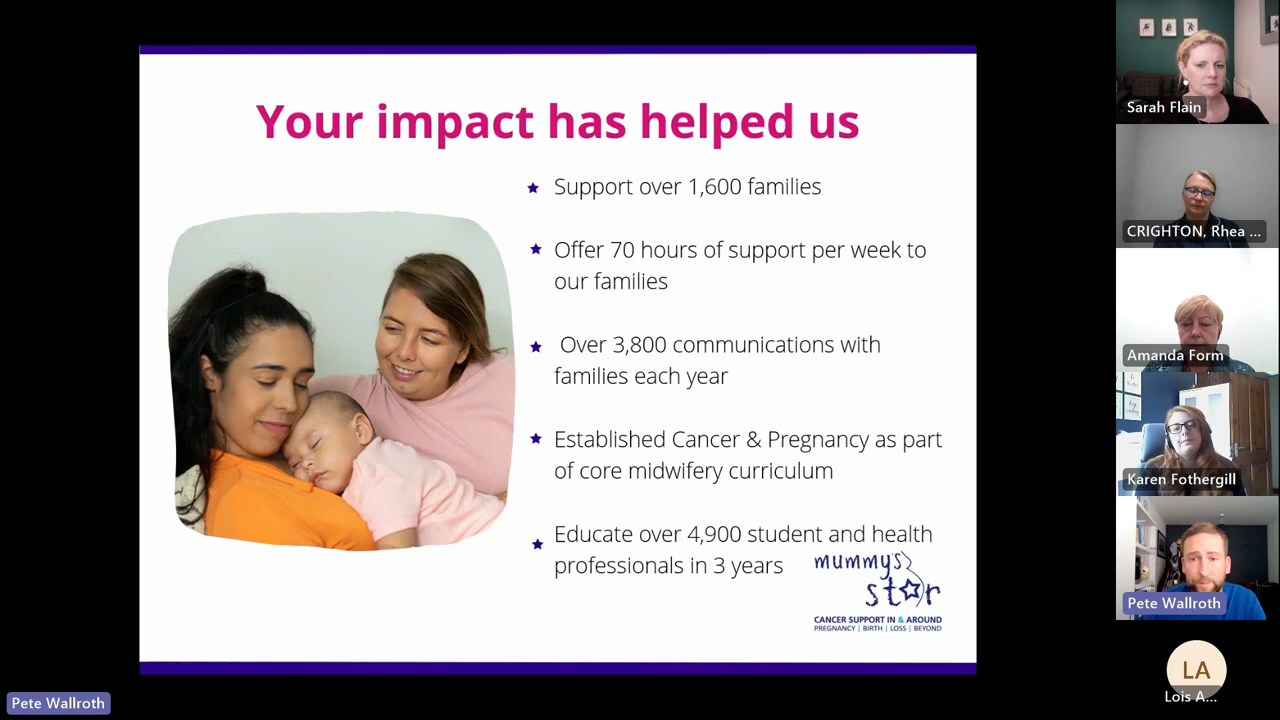 Your impact has helped us
Support over 1,600 families
Offer 70 hours of support per week to
our families
Over 3,800 communications with
families each year
Established Cancer & Pregnancy as part
of core midwifery curriculum
Educate over 4,900 student and health
professionals in 3 years
mummys
star
CANCER SUPPORT IN & AROUND
PREGNANCY | BIRTH | LOSS | BEYOND
Sarah Flain
CRIGHTON, Rhea ...
Amanda Form
Karen Fothergill
Pete Wallroth
LA
Lois A...
Pete Wallroth